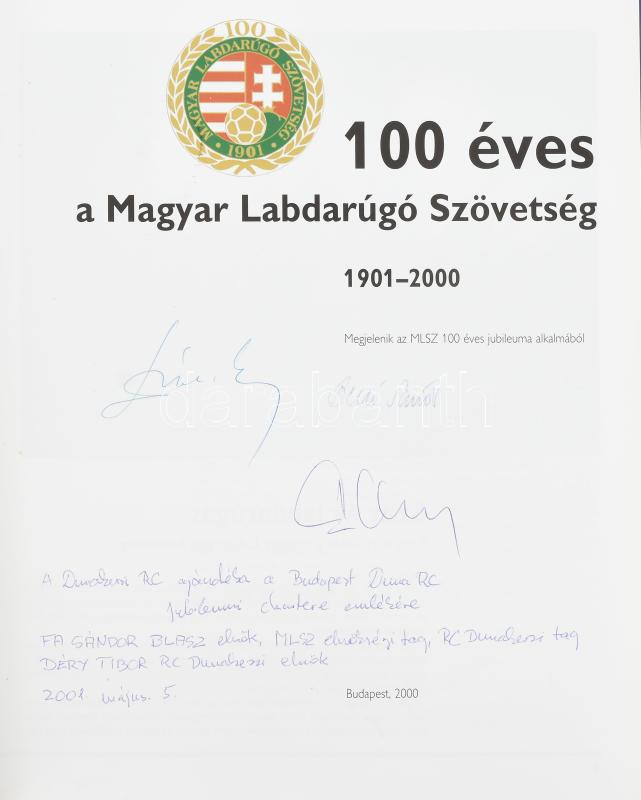 100
MAGYAR LABDARÚGÓ SZÖVETSÉG
· 1901 ·
100 éves
a Magyar Labdarúgó Szövetség
1901–2000
Megjelenik az MLSZ 100 éves jubileuma alkalmából
darabanth
A Dunakeszi RC ajándéka a Budapest Duna RC
jubileumi chartere emlékére
FA SÁNDOR BLASZ elnök, MLSZ elnökségi tag, RC Dunakeszi tag
DÉRY TIBOR RC Dunakeszi elnök
2001. május. 5.
Budapest, 2000